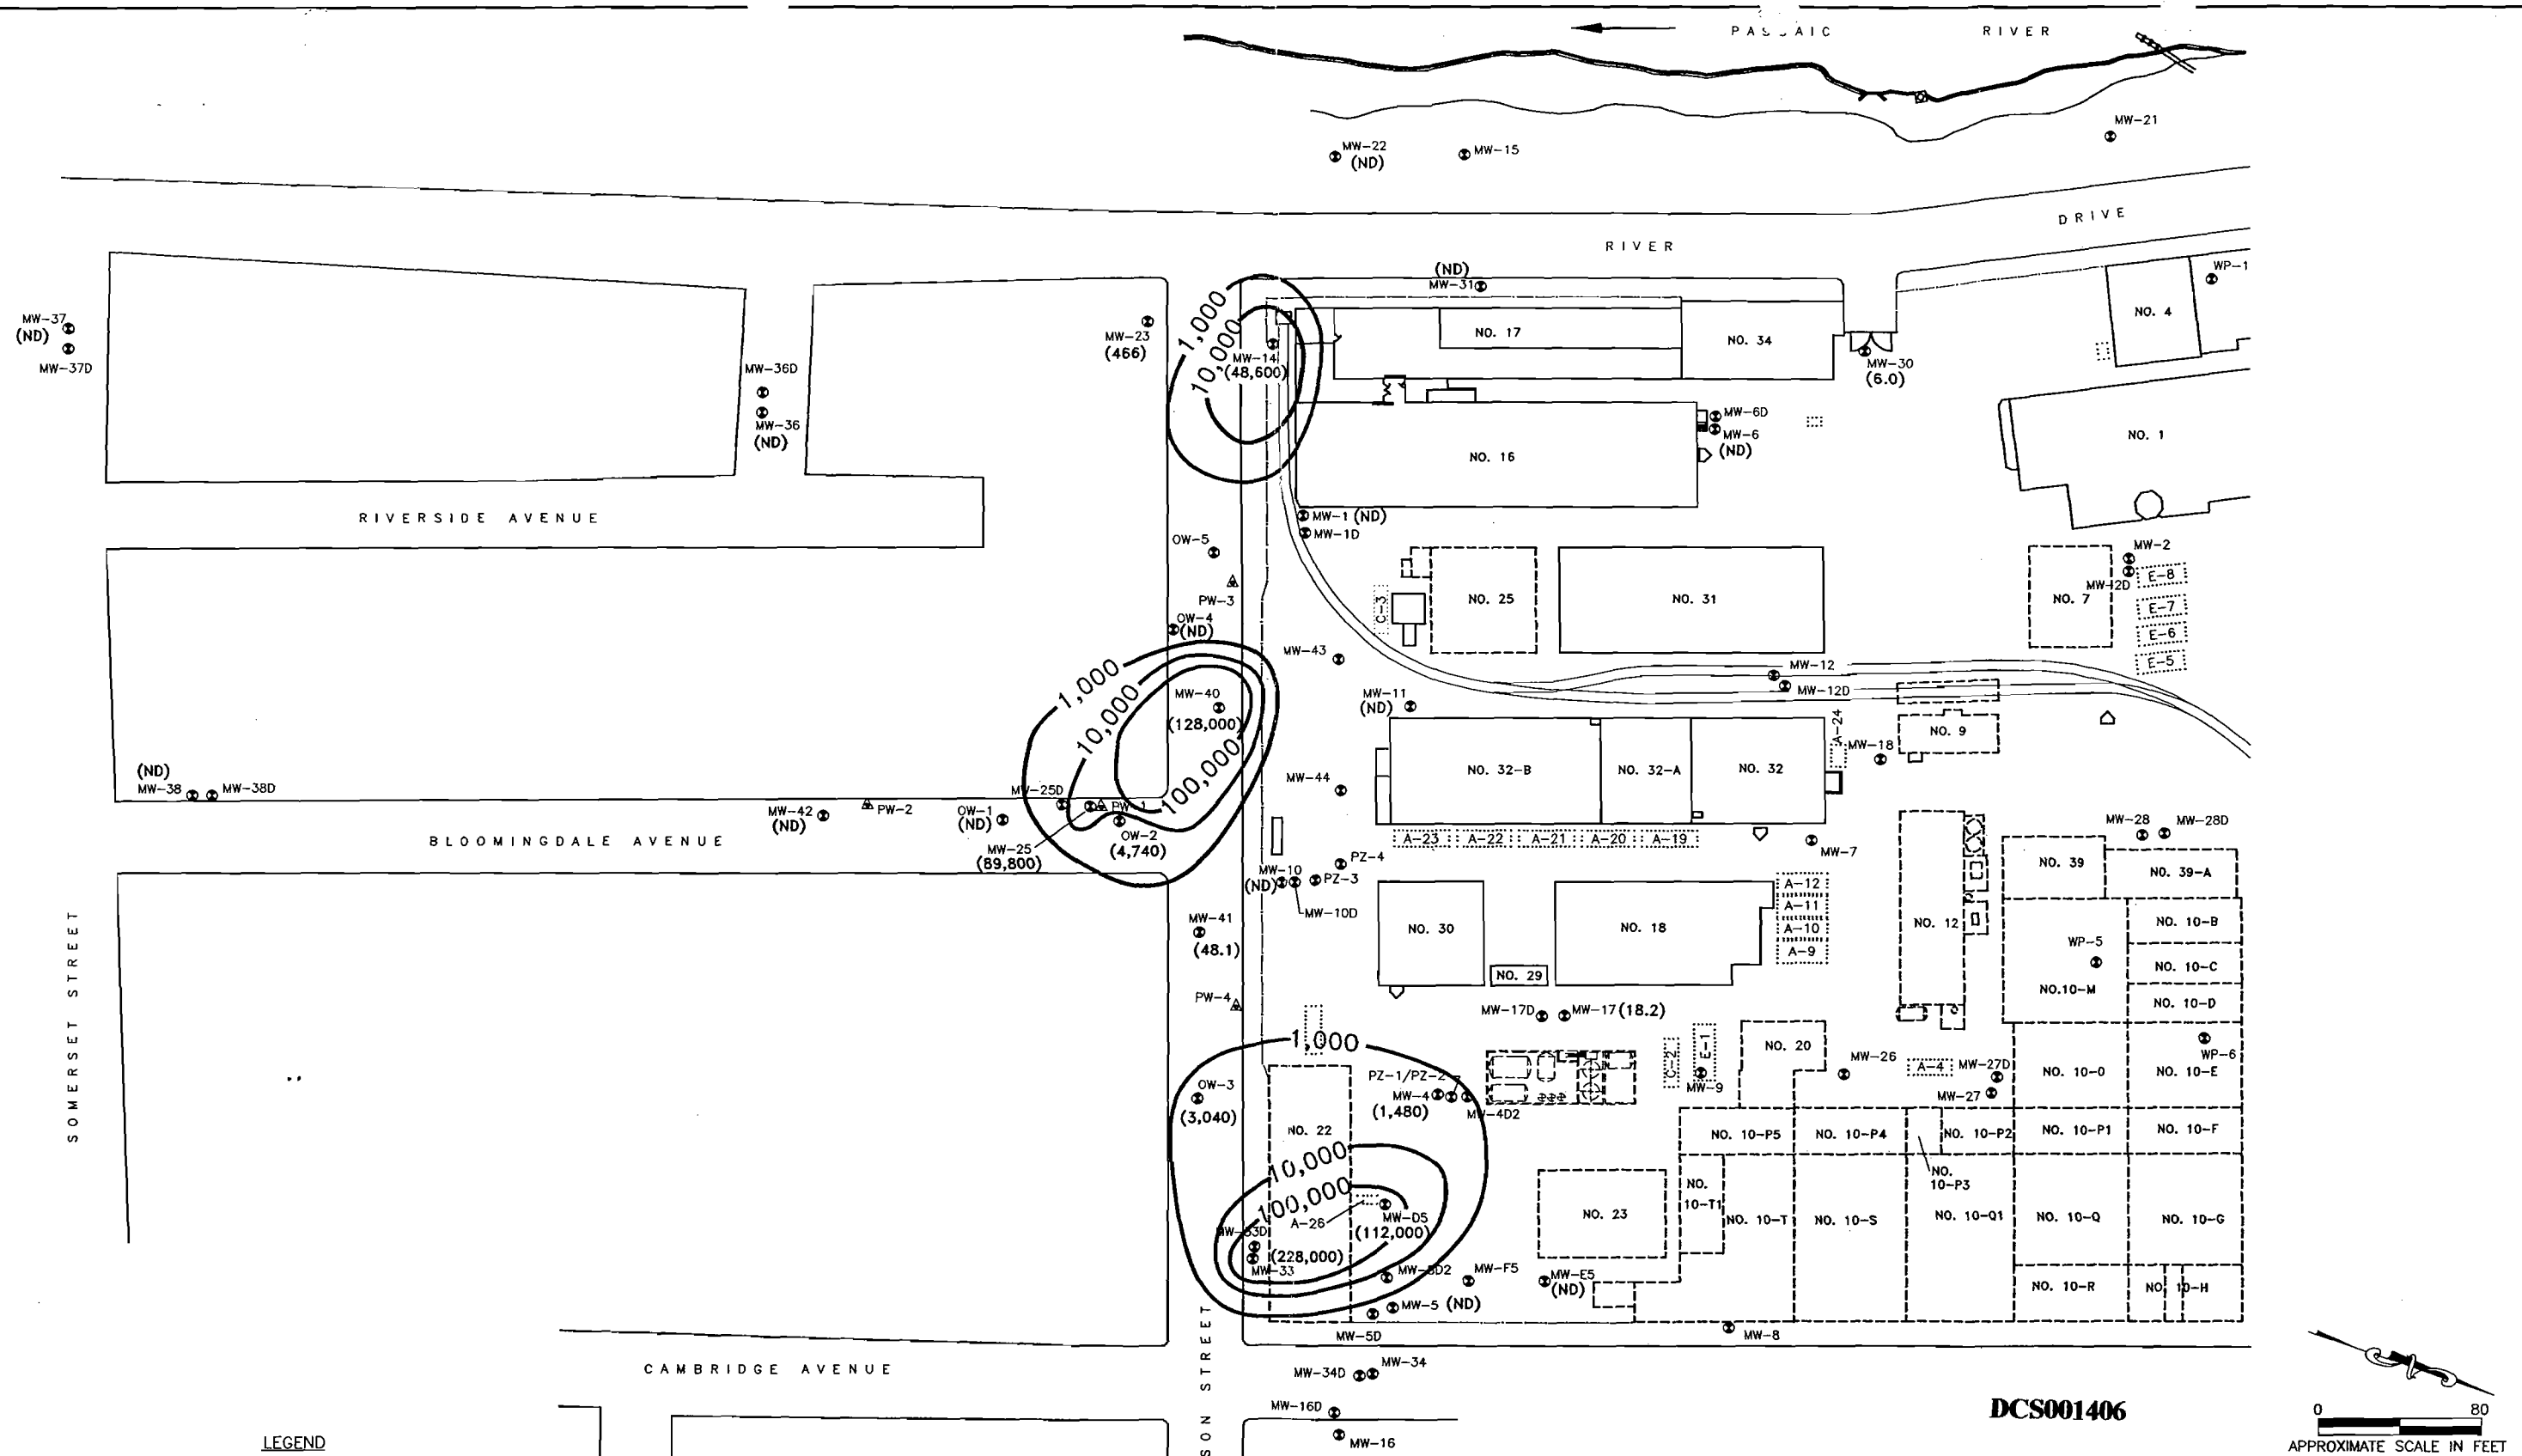 PASSAIC RIVER
MW-21
MW-22
(ND)
MW-15
DRIVE
RIVER
(ND)
MW-31
WP-1
MW-37
(ND)
MW-37D
MW-23
(466)
1,000
10,000
MW-14
(48,600)
NO. 17
NO. 34
NO. 4
MW-36D
MW-36
(ND)
MW-30
(6.0)
MW-6D
MW-6
(ND)
NO. 16
NO. 1
RIVERSIDE AVENUE
MW-1 (ND)
MW-1D
OW-5
PW-3
OW-4
(ND)
C-3
NO. 25
NO. 31
NO. 7
MW-2
MW-12D
E-8
E-7
E-6
E-5
MW-43
MW-12
MW-12D
1,000
10,000
100,000
MW-40
(128,000)
MW-11
(ND)
A-24
MW-18
NO. 9
NO. 32-B
NO. 32-A
NO. 32
MW-44
(ND)
MW-38
MW-38D
MW-42
(ND)
PW-2
OW-1
(ND)
MW-25D
PW-1
OW-2
(4,740)
MW-25
(89,800)
BLOOMINGDALE AVENUE
A-23
A-22
A-21
A-20
A-19
MW-7
MW-28
MW-28D
PZ-4
PZ-3
MW-10
(ND)
MW-10D
NO. 39
NO. 39-A
A-12
A-11
A-10
A-9
NO. 12
NO. 10-B
WP-5
NO. 10-C
NO.10-M
NO. 10-D
MW-41
(48.1)
NO. 30
NO. 18
NO. 29
PW-4
MW-17D
MW-17 (18.2)
SOMERSET STREET
1,000
C-2
E-1
MW-9
NO. 20
MW-26
A-4
MW-27D
MW-27
NO. 10-O
NO. 10-E
WP-6
OW-3
(3,040)
PZ-1/PZ-2
MW-4
(1,480)
MW-4D2
NO. 22
10,000
100,000
A-26
MW-D5
(112,000)
MW-33D
(228,000)
MW-33
NO. 10-P5
NO. 10-P4
NO. 10-P2
NO. 10-P1
NO. 10-F
NO.
10-P3
NO.
10-T1
NO. 23
NO. 10-T
NO. 10-S
NO. 10-Q1
NO. 10-Q
NO. 10-G
MW-5D2
MW-F5
MW-E5
(ND)
NO. 10-R
NO. 10-H
MW-5 (ND)
MW-5D
MW-8
CAMBRIDGE AVENUE
SON STREET
MW-34D
MW-34
MW-16D
MW-16
LEGEND
DCS001406
0 80
APPROXIMATE SCALE IN FEET